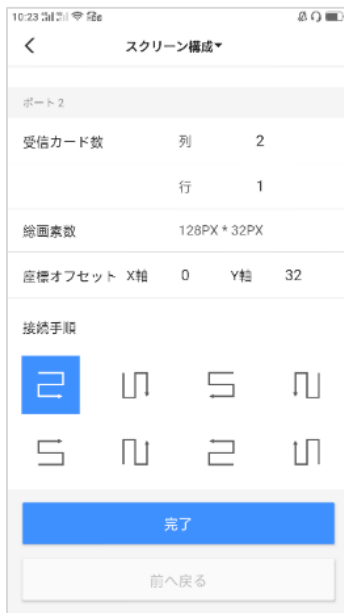 10:23
スクリーン構成▼
ポート 2
受信カード数 列 2
行 1
総画素数 128PX * 32PX
座標オフセット X軸 0 Y軸 32
接続手順
完了
前へ戻る